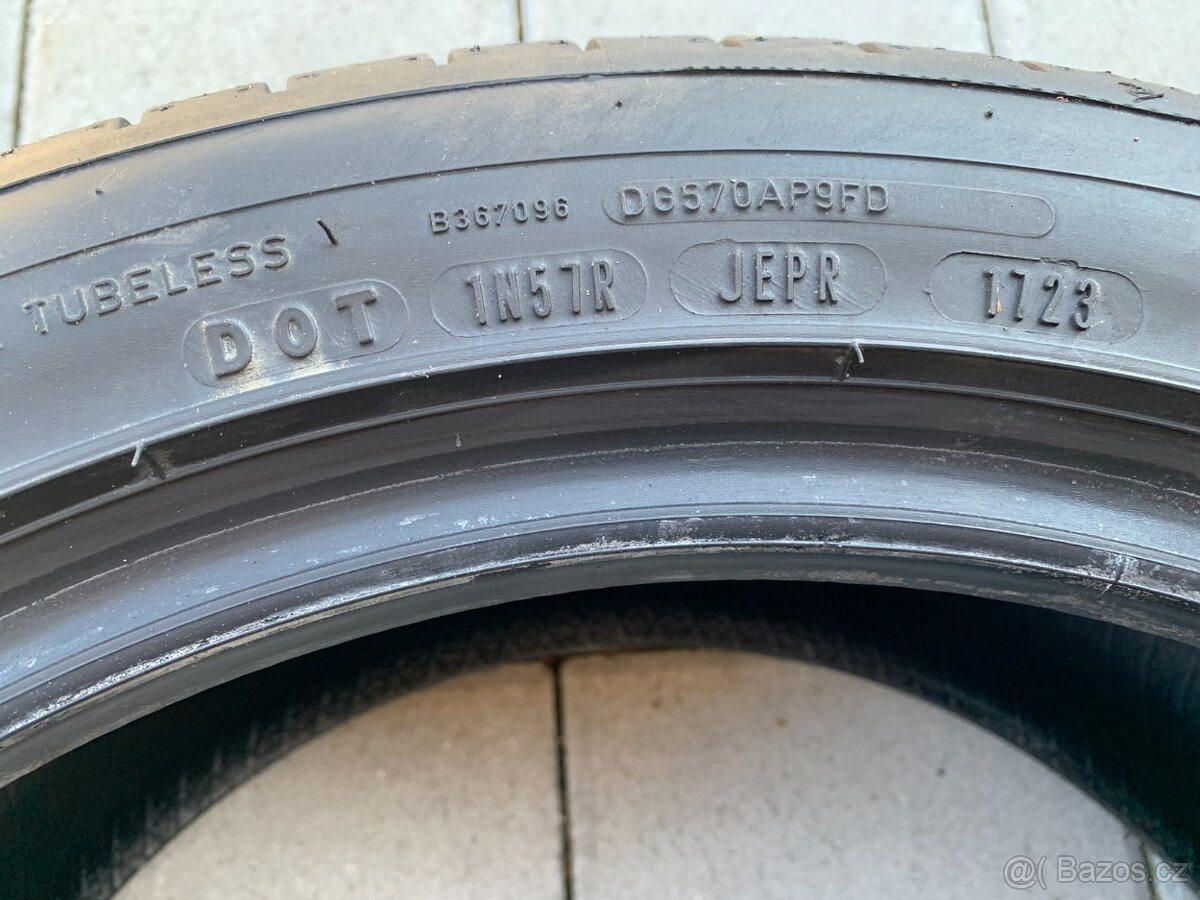 B367096 DG570AP9FD
TUBELESS
DOT 1N57R JEPR 1723
@( Bazos.cz